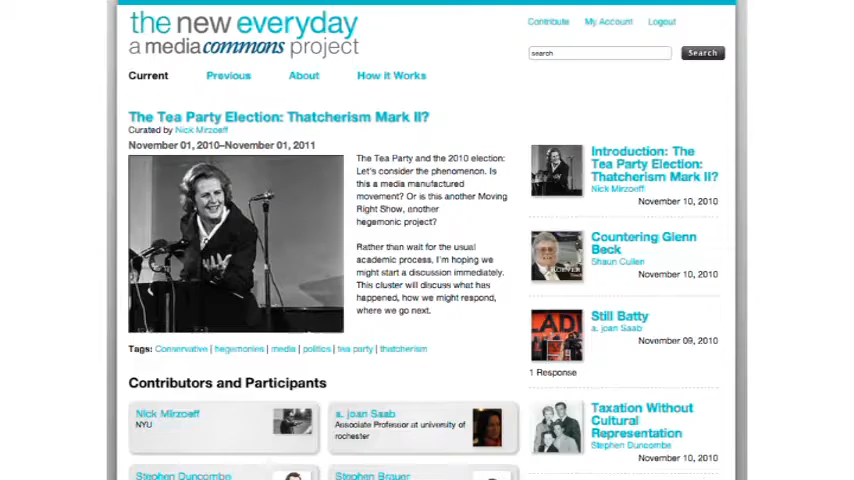 the new everyday
a mediacommons project
Contribute My Account Logout
search
Search
Current Previous About How it Works
The Tea Party Election: Thatcherism Mark II?
Curated by Nick Mirzoeff
November 01, 2010–November 01, 2011
The Tea Party and the 2010 election:
Let's consider the phenomenon. Is
this a media manufactured
movement? Or is this another Moving
Right Show, another
hegemonic project?
Rather than wait for the usual
academic process, I'm hoping we
might start a discussion immediately.
This cluster will discuss what has
happened, how we might respond,
where we go next.
Tags: Conservative | hegemonies | media | politics | tea party | thatcherism
Contributors and Participants
Nick Mirzoeff
NYU
a. joan Saab
Associate Professor at university of
rochester
Stephen Duncombe
Stephen Brauer
Introduction: The
Tea Party Election:
Thatcherism Mark II?
Nick Mirzoeff
November 10, 2010
Countering Glenn
Beck
Shaun Cullen
November 10, 2010
Still Batty
a. joan Saab
November 09, 2010
1 Response
Taxation Without
Cultural
Representation
Stephen Duncombe
November 10, 2010